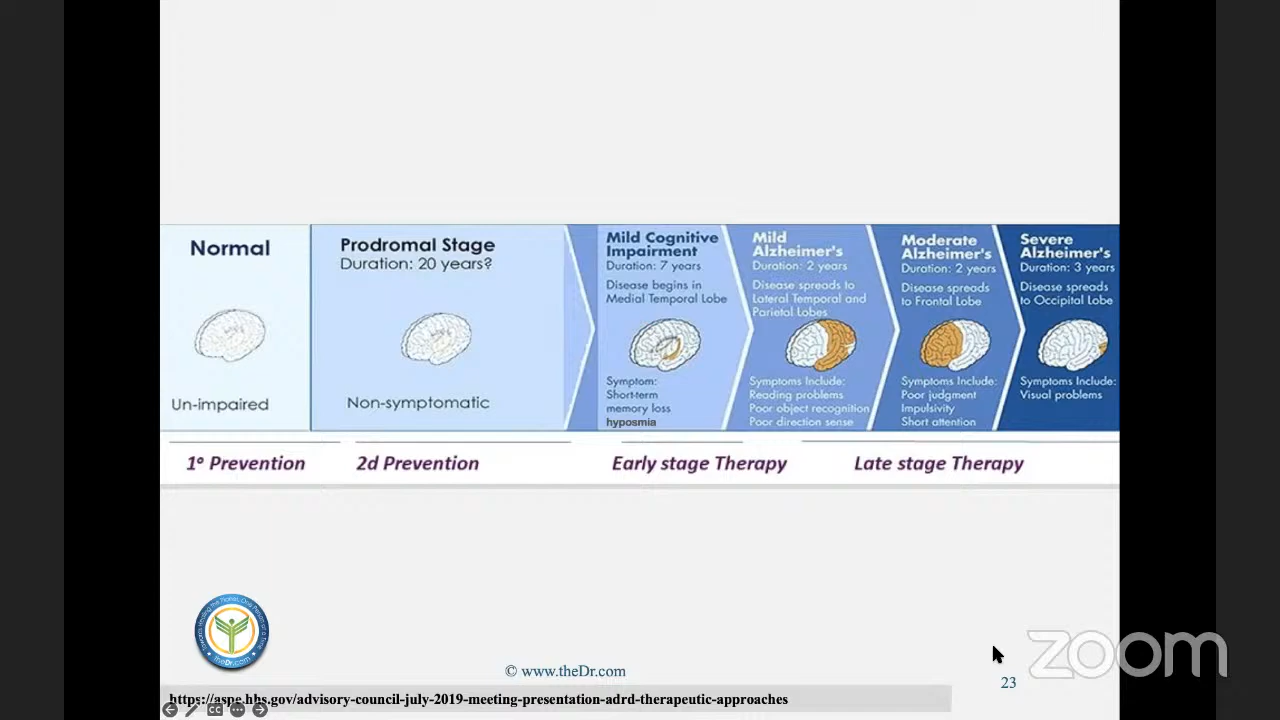 Normal
Un-impaired
Prodromal Stage
Duration: 20 years?
Non-symptomatic
Mild Cognitive
Impairment
Duration: 7 years
Disease begins in
Medial Temporal Lobe
Symptom:
Short-term
memory loss
hyposmia
Mild
Alzheimer's
Duration: 2 years
Disease spreads to
Lateral Temporal and
Parietal Lobes
Symptoms Include:
Reading problems
Poor object recognition
Poor direction sense
Moderate
Alzheimer's
Duration: 2 years
Disease spreads
to Frontal Lobe
Symptoms Include:
Poor judgment
Impulsivity
Short attention
Severe
Alzheimer's
Duration: 3 years
Disease spreads
to Occipital Lobe
Symptoms Include:
Visual problems
1° Prevention
2d Prevention
Early stage Therapy
Late stage Therapy
theDr.com
© www.theDr.com
23
zoom
https://aspe.hhs.gov/advisory-council-july-2019-meeting-presentation-adrd-therapeutic-approaches
CC